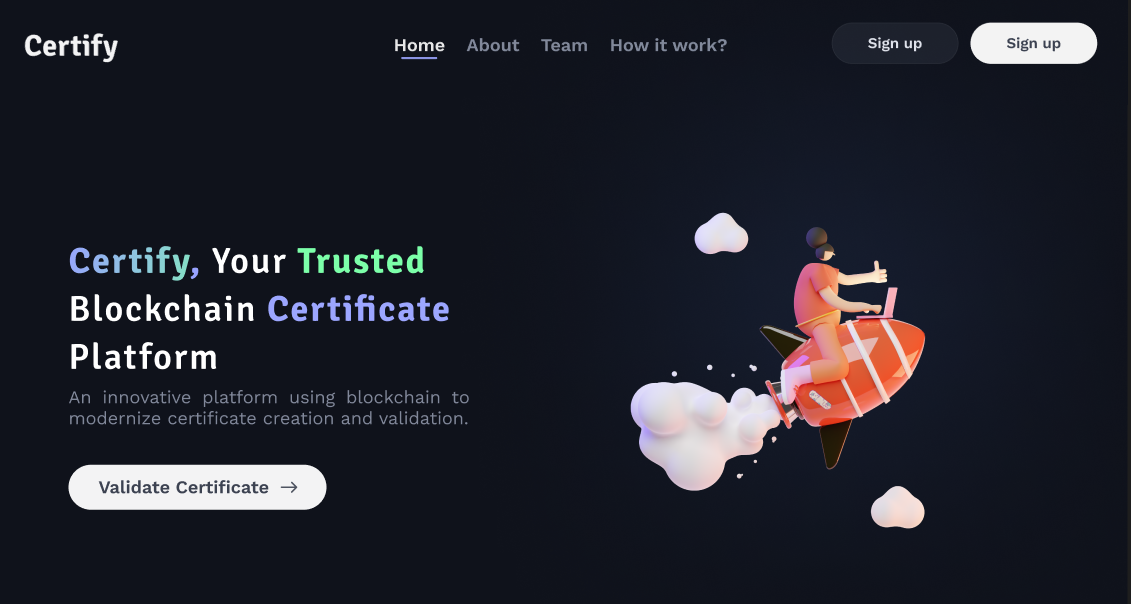 Certify
Home About Team How it work?
Sign up
Sign up
Certify, Your Trusted
Blockchain Certificate
Platform
An innovative platform using blockchain to
modernize certificate creation and validation.
Validate Certificate →